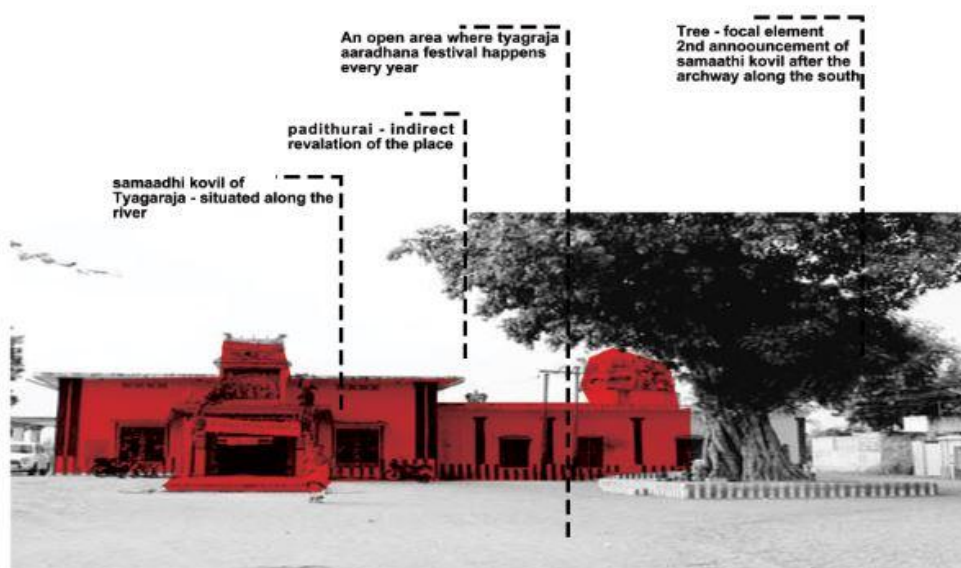 An open area where tyagraja
aaradhana festival happens
every year
Tree - focal element
2nd annoouncement of
samaathi kovil after the
archway along the south
padithurai - indirect
revalation of the place
samaadhi kovil of
Tyagaraja - situated along the
river